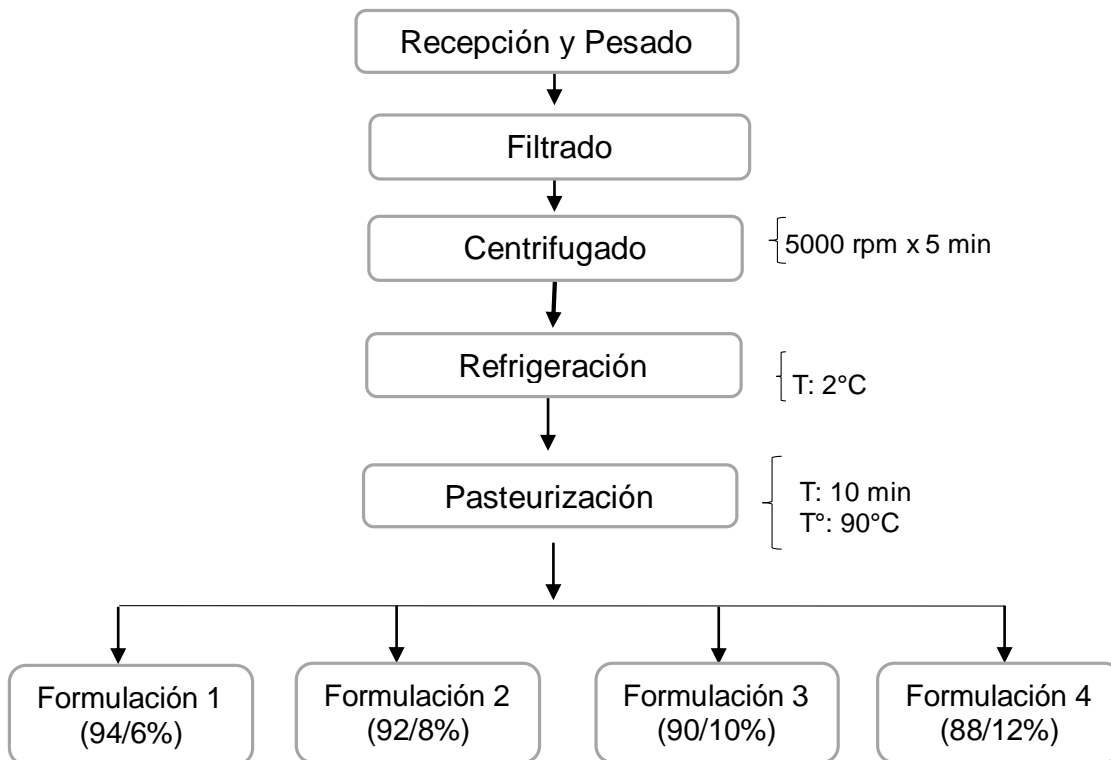 Recepción y Pesado
Filtrado
Centrifugado
5000 rpm x 5 min
Refrigeración
T: 2°C
Pasteurización
T: 10 min
T°: 90°C
Formulación 1
(94/6%)
Formulación 2
(92/8%)
Formulación 3
(90/10%)
Formulación 4
(88/12%)